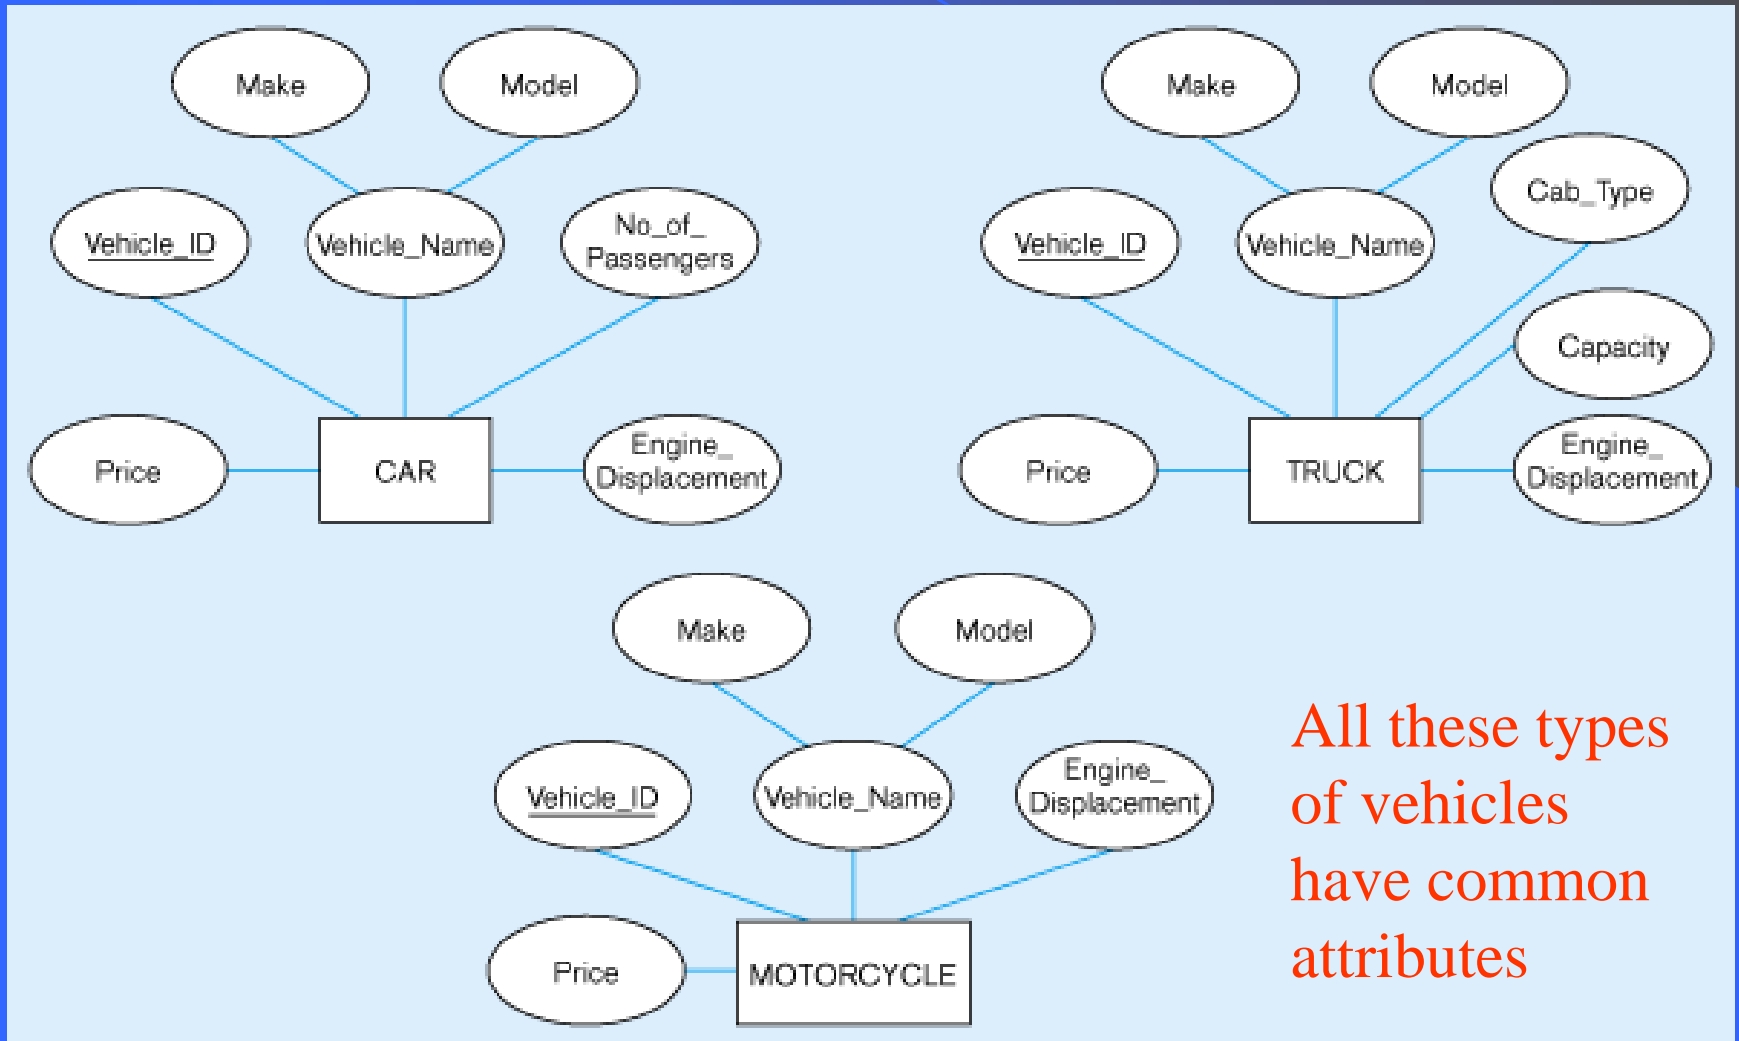 Make
Model
Vehicle_ID
Vehicle_Name
No_of_
Passengers
Price
CAR
Engine_
Displacement
Make
Model
Cab_Type
Vehicle_ID
Vehicle_Name
Capacity
Price
TRUCK
Engine_
Displacement
Make
Model
Vehicle_ID
Vehicle_Name
Engine_
Displacement
Price
MOTORCYCLE
All these types
of vehicles
have common
attributes